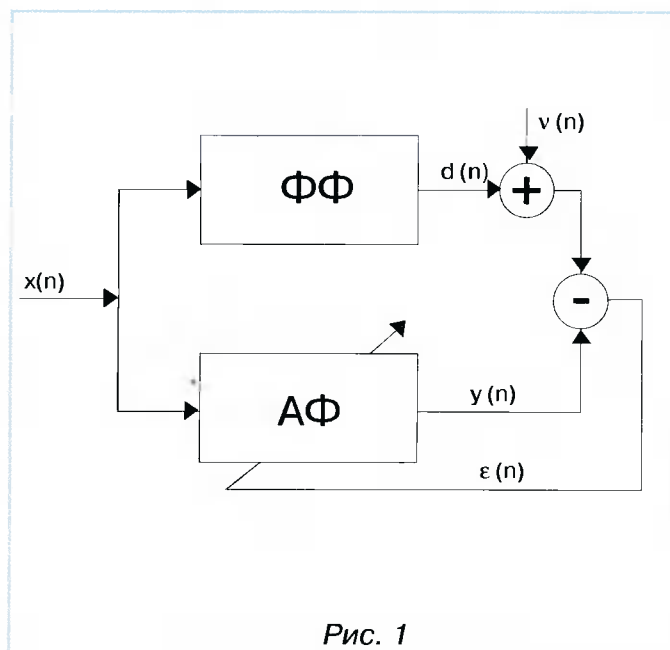 ν (n)
ФФ
d (n)
+
x(n)
-
АФ
y (n)
ε (n)
Рис. 1